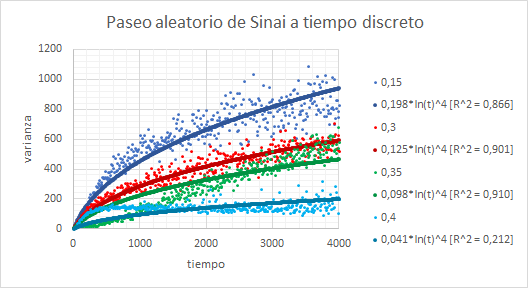 Paseo aleatorio de Sinai a tiempo discreto
1200
1000
800
600
400
200
0
varianza
0
1000
2000
3000
4000
tiempo
0,15
0,198*ln(t)^4 [R^2 = 0,866]
0,3
0,125*ln(t)^4 [R^2 = 0,901]
0,35
0,098*ln(t)^4 [R^2 = 0,910]
0,4
0,041*ln(t)^4 [R^2 = 0,212]